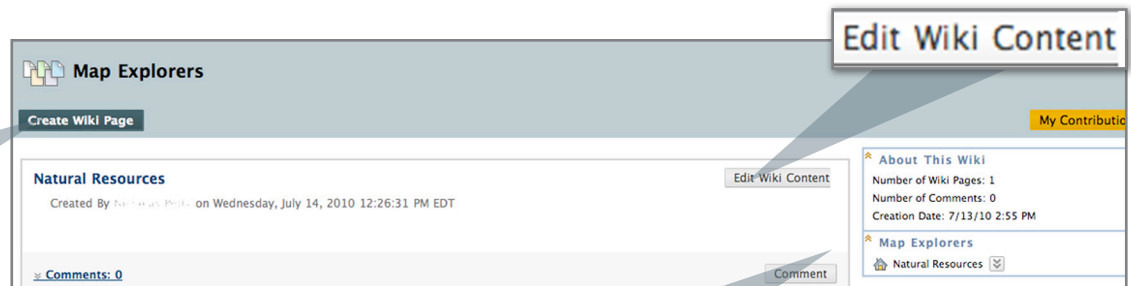 Edit Wiki Content
Map Explorers
Create Wiki Page
My Contributio
Natural Resources
Edit Wiki Content
Created By on Wednesday, July 14, 2010 12:26:31 PM EDT
Comments: 0
Comment
About This Wiki
Number of Wiki Pages: 1
Number of Comments: 0
Creation Date: 7/13/10 2:55 PM
Map Explorers
Natural Resources